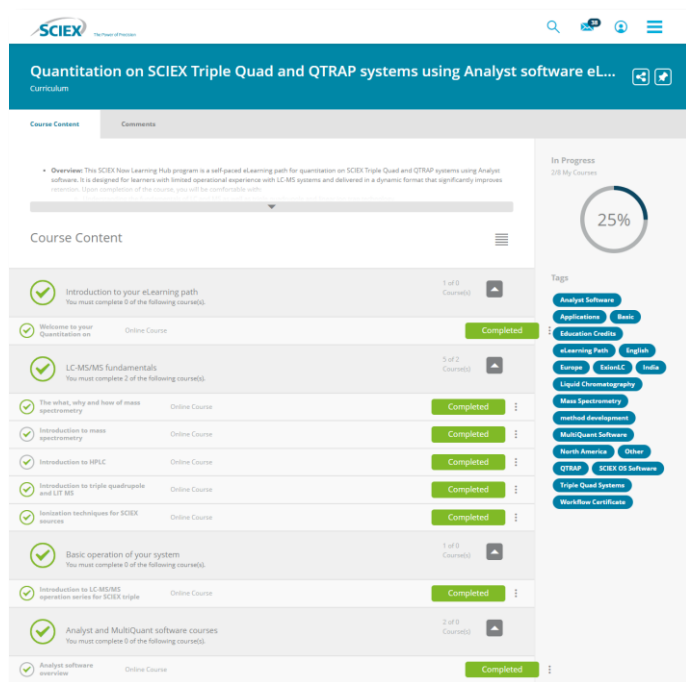 SCIEX The Power of Precision
38
Quantitation on SCIEX Triple Quad and QTRAP systems using Analyst software eL...
Curriculum
Course Content Comments
• Overview: This SCIEX Now Learning Hub program is a self-paced eLearning path for quantitation on SCIEX Triple Quad and QTRAP systems using Analyst
software. It is designed for learners with limited operational experience with LC-MS systems and delivered in a dynamic format that significantly improves
retention. Upon completion of the course, you will be comfortable with:
Course Content
Introduction to your eLearning path
You must complete 0 of the following course(s).
1 of 0
Course(s)
Welcome to your
Quantitation on
Online Course
Completed
LC-MS/MS fundamentals
You must complete 2 of the following course(s).
5 of 2
Course(s)
The what, why and how of mass
spectrometry
Online Course
Completed
Introduction to mass
spectrometry
Online Course
Completed
Introduction to HPLC
Online Course
Completed
Introduction to triple quadrupole
and LIT MS
Online Course
Completed
Ionization techniques for SCIEX
sources
Online Course
Completed
Basic operation of your system
You must complete 0 of the following course(s).
1 of 0
Course(s)
Introduction to LC-MS/MS
operation series for SCIEX triple
Online Course
Completed
Analyst and MultiQuant software courses
You must complete 0 of the following course(s).
2 of 0
Course(s)
Analyst software
overview
Online Course
Completed
In Progress
2/8 My Courses
25%
Tags
Analyst Software
Applications Basic
Education Credits
eLearning Path English
Europe ExionLC India
Liquid Chromatography
Mass Spectrometry
method development
MultiQuant Software
North America Other
QTRAP SCIEX OS Software
Triple Quad Systems
Workflow Certificate